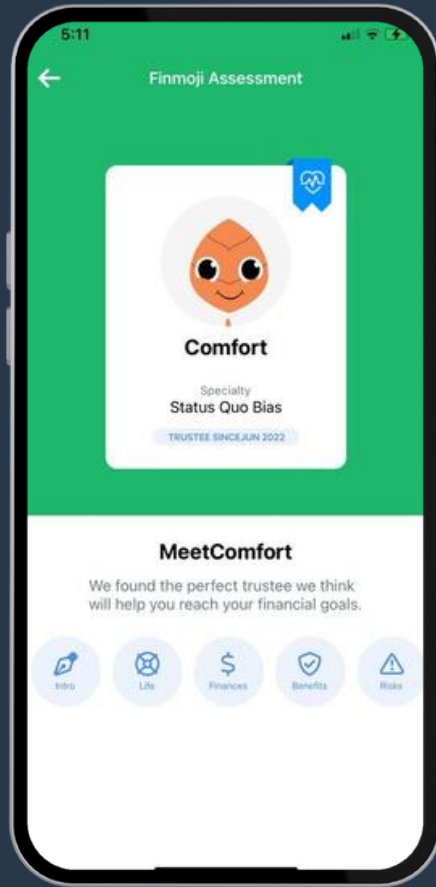 5:11
Finmoji Assessment
Comfort
Specialty
Status Quo Bias
TRUSTEE SINCEJUN 2022
MeetComfort
We found the perfect trustee we think
will help you reach your financial goals.
Intro
Life
Finances
Benefits
Risks